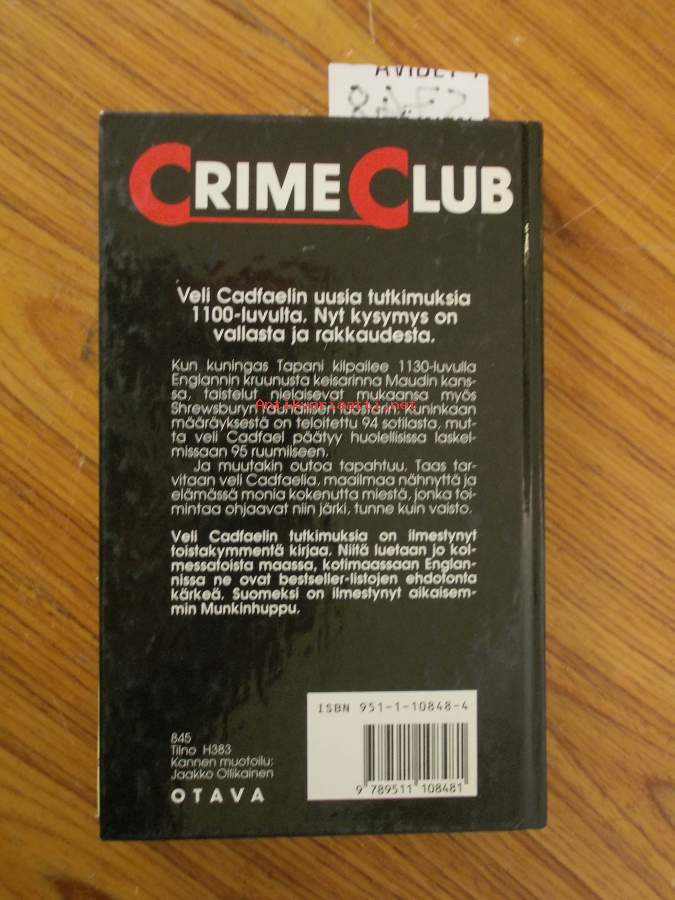 CRIME CLUB
Veli Cadfaelin uusia tutkimuksia
1100-luvulta. Nyt kysymys on
vallasta ja rakkaudesta.
Kun kuningas Tapani kilpailee 1130-luvulla
Englannin kruunusta keisarinna Maudin kans-
sa, taistelut nielaisevat mukaansa myös
Shrewsburyn rauhallisen luostarin. Kuninkaan
määräyksestä on teloitettu 94 sotilasta, mut-
ta veli Cadfael päätyy huolellisissa laskel-
missaan 95 ruumiiseen.
Ja muutakin outoa tapahtuu. Taas tar-
vitaan veli Cadfaelia, maailmaa nähnyttä ja
elämässä monia kokenutta miestä, jonka toi-
mintaa ohjaavat niin järki, tunne kuin vaisto.
Veli Cadfaelin tutkimuksia on ilmestynyt
toistakymmentä kirjaa. Niitä luetaan jo kol-
messatoista maassa, kotimaassaan Englan-
nissa ne ovat bestseller-listojen ehdotonta
kärkeä. Suomeksi on ilmestynyt aikaisem-
min Munkinhuppu.
ISBN 951-1-10848-4
845
Tilno H383
Kannen muotoilu:
Jaakko Ollikainen
OTAVA
9 789511 108481